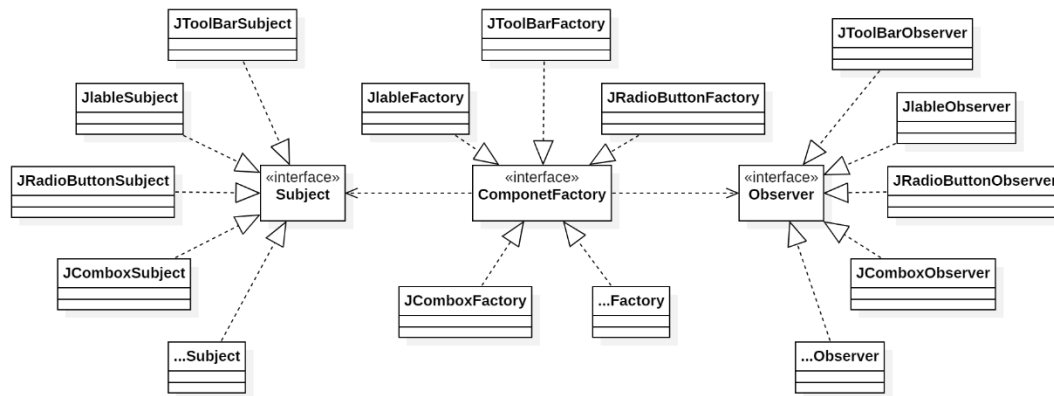 JToolBarSubject
JToolBarFactory
JToolBarObserver
JlableSubject
JlableFactory
JRadioButtonFactory
JlableObserver
JRadioButtonSubject
«interface»
Subject
«interface»
ComponetFactory
«interface»
Observer
JRadioButtonObserver
JComboxSubject
JComboxFactory
...Factory
JComboxObserver
...Subject
...Observer